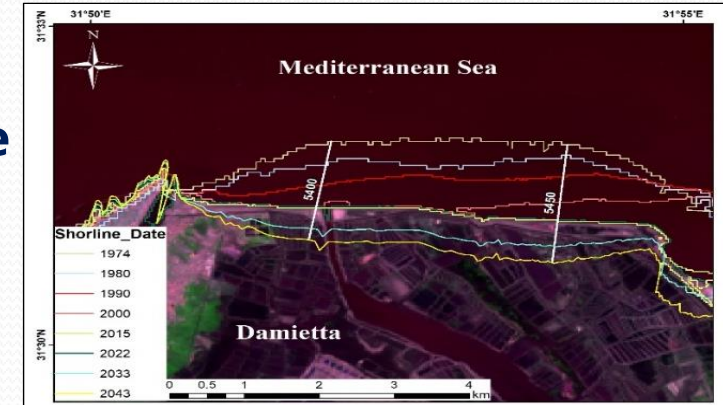 31°50'E
31°55'E
31°33'N
N
Mediterranean Sea
e
5400
5450
Shorline_Date
1974
1980
1990
2000
2015
2022
2033
2043
31°30'N
Damietta
0 0.5 1 2 3 4
km